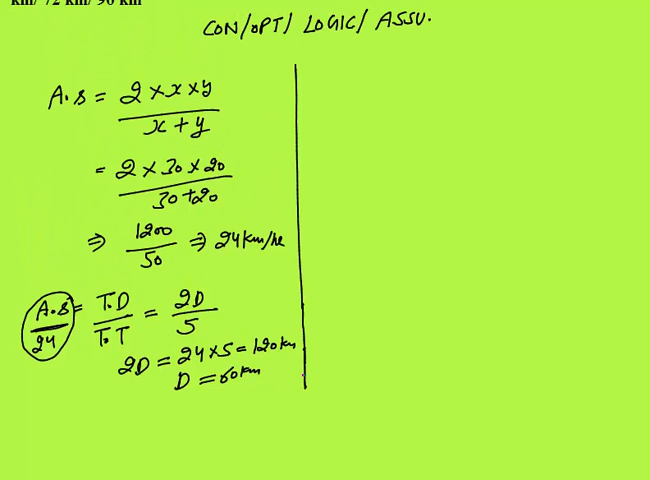 km/ 72 km/ 96 km
CON/OPT/ LOGIC/ ASSU.
A.S = 2 × x × y / x + y
= 2 × 30 × 20 / 30 + 20
⇒ 1200 / 50 ⇒ 24 km/hr
A.S = T.D / T.T = 2D / 5
24
2D = 24 × 5 = 120 km
D = 60 km